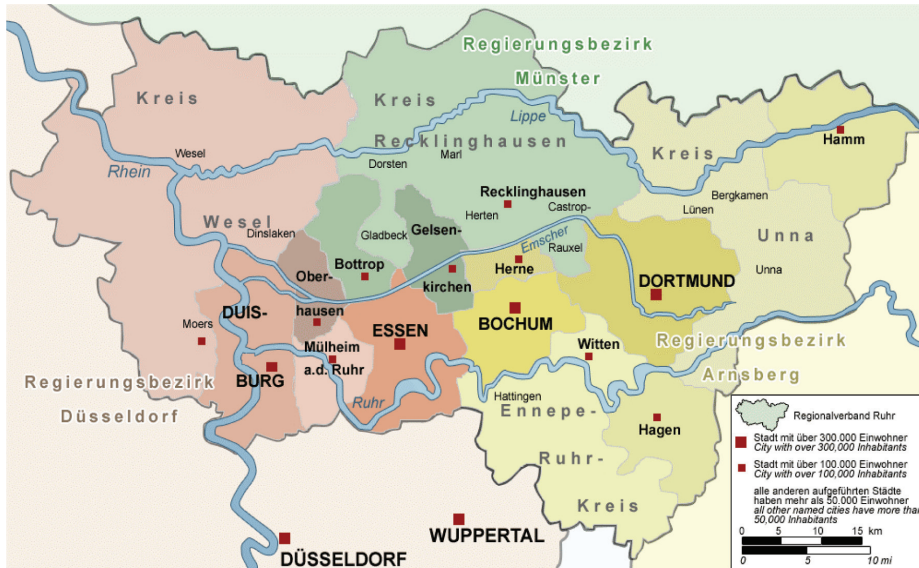 Regierungsbezirk
Münster
Kreis
Kreis
Recklinghausen
Lippe
Hamm
Wesel
Marl
Dorsten
Kreis
Rhein
Recklinghausen
Bergkamen
Wesel
Herten
Castrop-
Lünen
Dinslaken
Gladbeck
Gelsen-
Emscher
Rauxel
Unna
Ober-
Bottrop
kirchen
Herne
Unna
DORTMUND
DUIS-
hausen
BOCHUM
Moers
Mülheim
a.d. Ruhr
ESSEN
Witten
Regierungsbezirk
Arnsberg
BURG
Regierungsbezirk
Düsseldorf
Ruhr
Hattingen
Ennepe-
Hagen
Ruhr-
Kreis
WUPPERTAL
DÜSSELDORF
Regionalverband Ruhr
Stadt mit über 300.000 Einwohner
City with over 300,000 Inhabitants
Stadt mit über 100.000 Einwohner
City with over 100,000 Inhabitants
alle anderen aufgeführten Städte
haben mehr als 50.000 Einwohner
all other named cities have more than
50,000 Inhabitants
0 5 10 15 km
0 5 10 mi